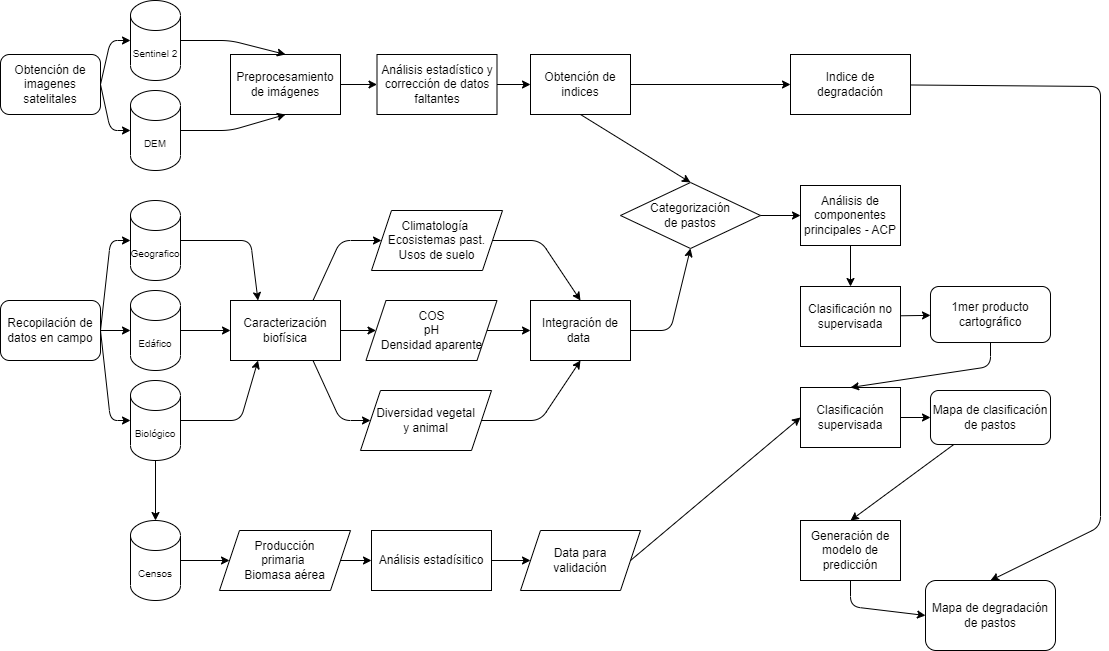 Obtención de
imagenes
satelitales
Sentinel 2
DEM
Preprocesamiento
de imágenes
Análisis estadístico y
corrección de datos
faltantes
Obtención de
indices
Indice de
degradación
Categorización
de pastos
Análisis de
componentes
principales - ACP
Clasificación no
supervisada
1mer producto
cartográfico
Recopilación de
datos en campo
Geografico
Edáfico
Biológico
Caracterización
biofísica
Climatología
Ecosistemas past.
Usos de suelo
COS
pH
Densidad aparente
Diversidad vegetal
y animal
Integración de
data
Clasificación
supervisada
Mapa de clasificación
de pastos
Censos
Producción
primaria
Biomasa aérea
Análisis estadísitico
Data para
validación
Generación de
modelo de
predicción
Mapa de degradación
de pastos